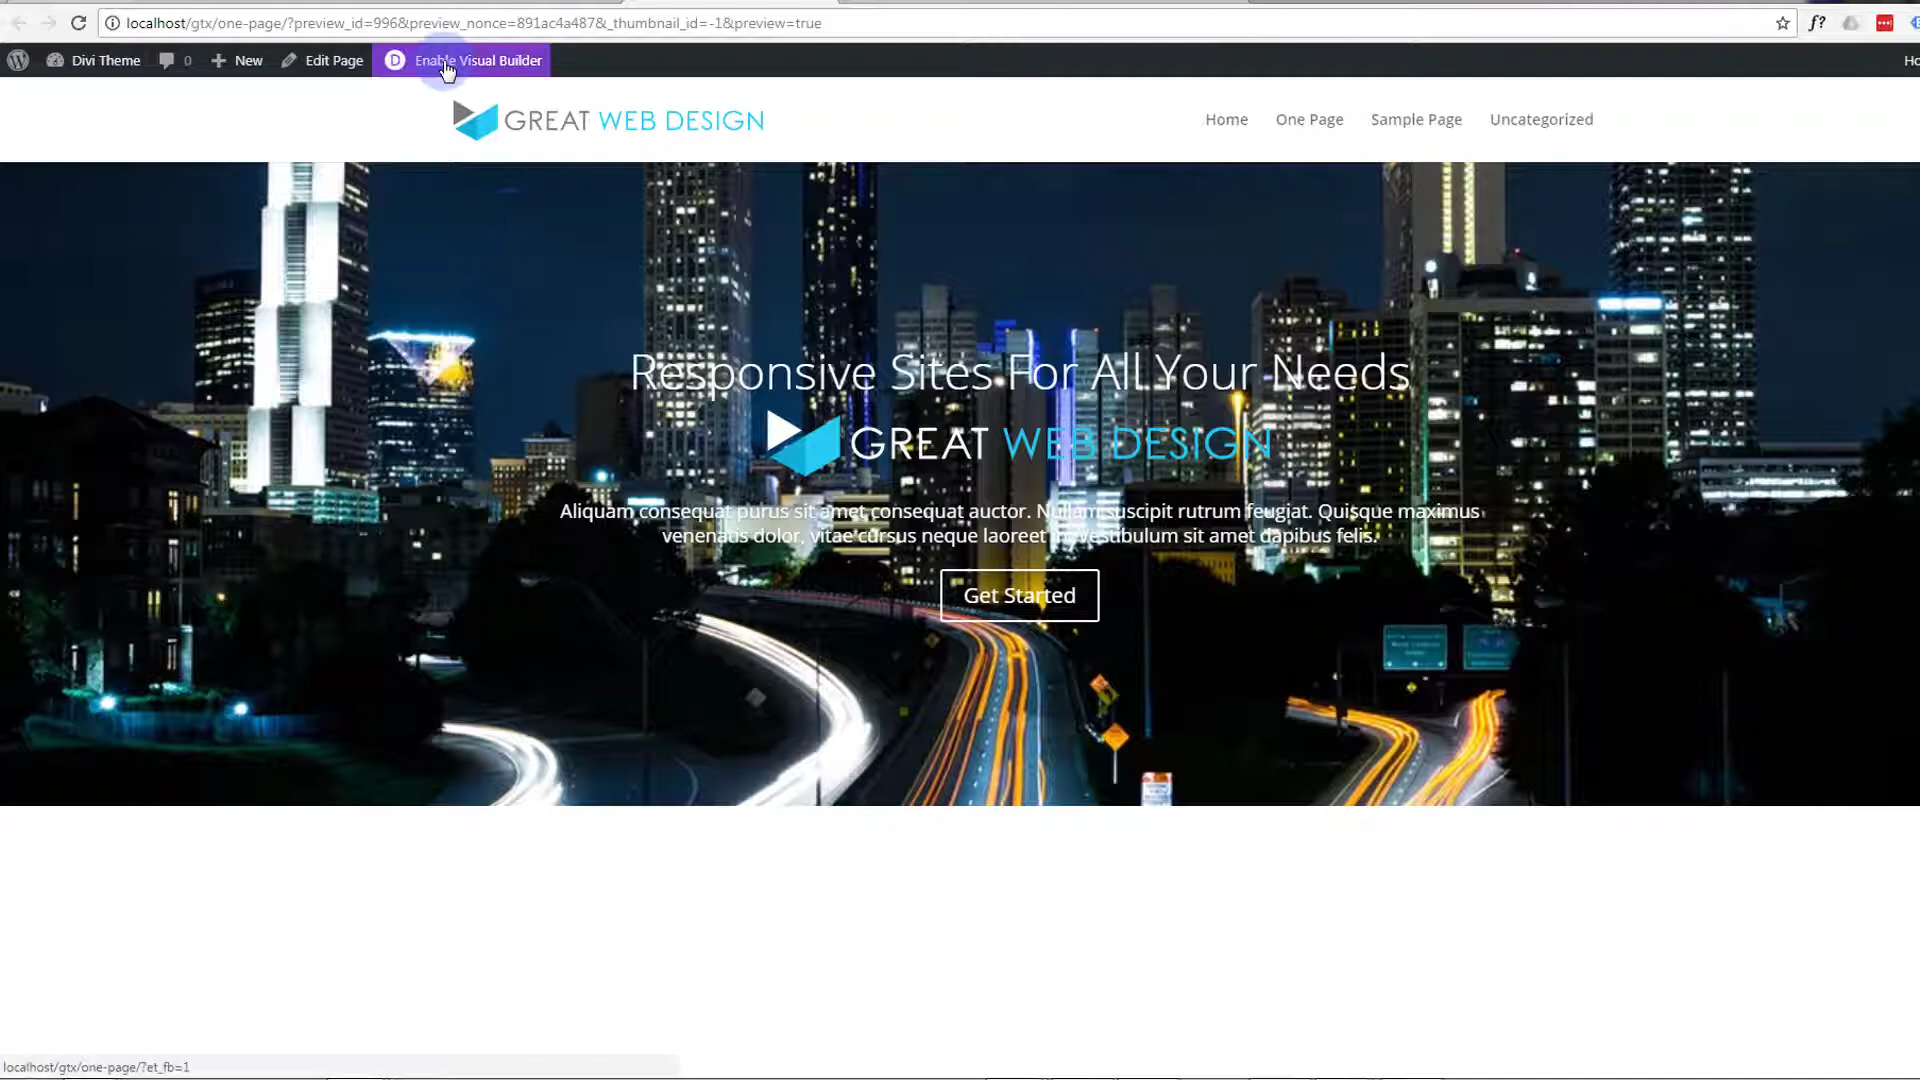 localhost/gtx/one-page/?preview_id=996&preview_nonce=891ac4a487&_thumbnail_id=-1&preview=true
f?
Divi Theme 0 New Edit Page D Enable Visual Builder
GREAT WEB DESIGN
Home One Page Sample Page Uncategorized
Responsive Sites For All Your Needs
GREAT WEB DESIGN
Aliquam consequat purus sit amet consequat auctor. Nullam suscipit rutrum feugiat. Quisque maximus
venenatis dolor, vitae cursus neque laoreet in. Vestibulum sit amet dapibus felis.
Get Started
localhost/gtx/one-page/?et_fb=1